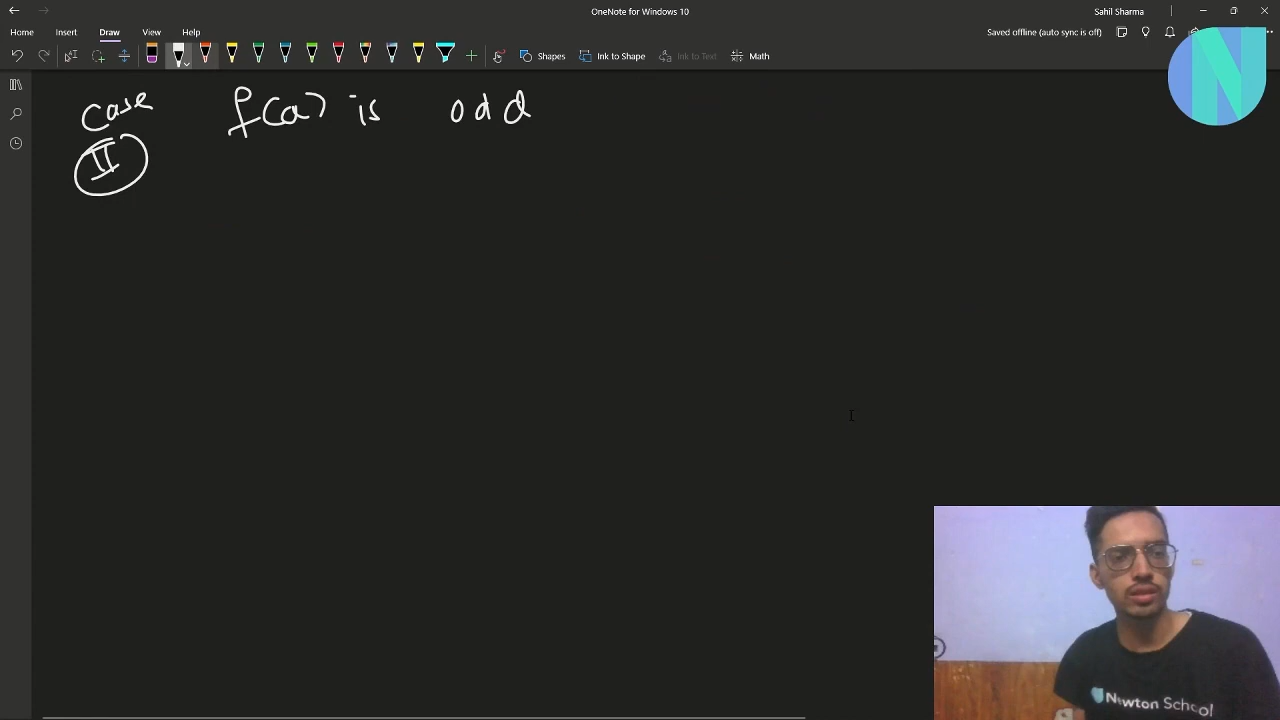 OneNote for Windows 10
Sahil Sharma
Home Insert Draw View Help
Saved offline (auto sync is off)
Shapes Ink to Shape Ink to Text Math
N
Case f(a) is odd
II
Newton School